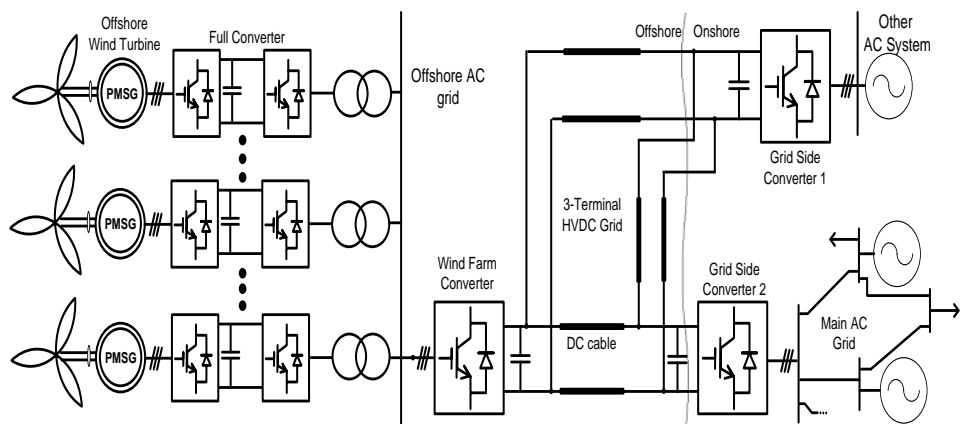 Offshore
Wind Turbine
Full Converter
PMSG
Offshore AC
grid
Offshore
Onshore
Other
AC System
Grid Side
Converter 1
PMSG
3-Terminal
HVDC Grid
Wind Farm
Converter
Grid Side
Converter 2
PMSG
DC cable
Main AC
Grid